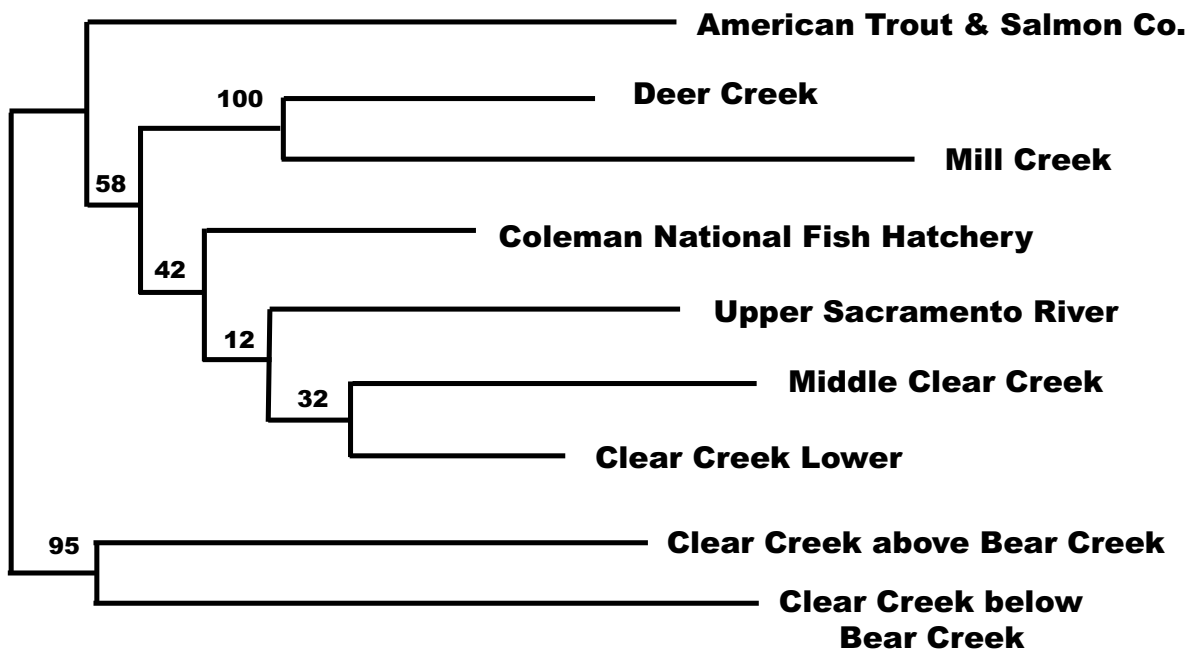 American Trout & Salmon Co.
100
Deer Creek
Mill Creek
58
Coleman National Fish Hatchery
42
Upper Sacramento River
12
Middle Clear Creek
32
Clear Creek Lower
95
Clear Creek above Bear Creek
Clear Creek below
Bear Creek